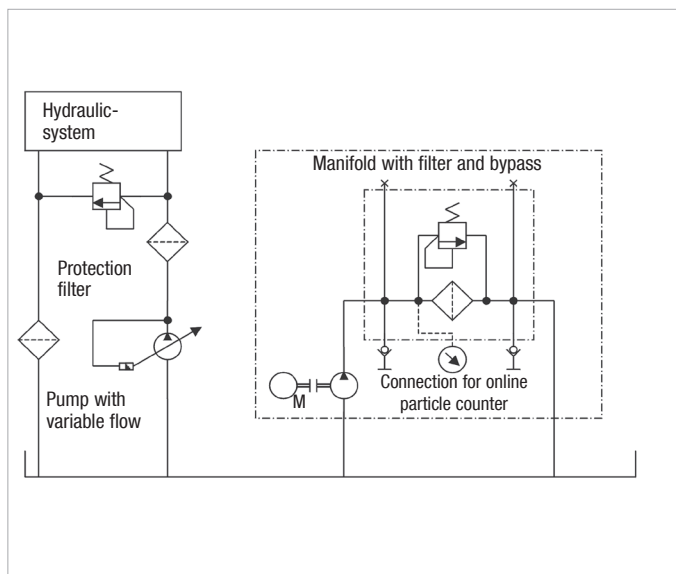 Hydraulic-
system
Manifold with filter and bypass
Protection
filter
Pump with
variable flow
M
Connection for online
particle counter